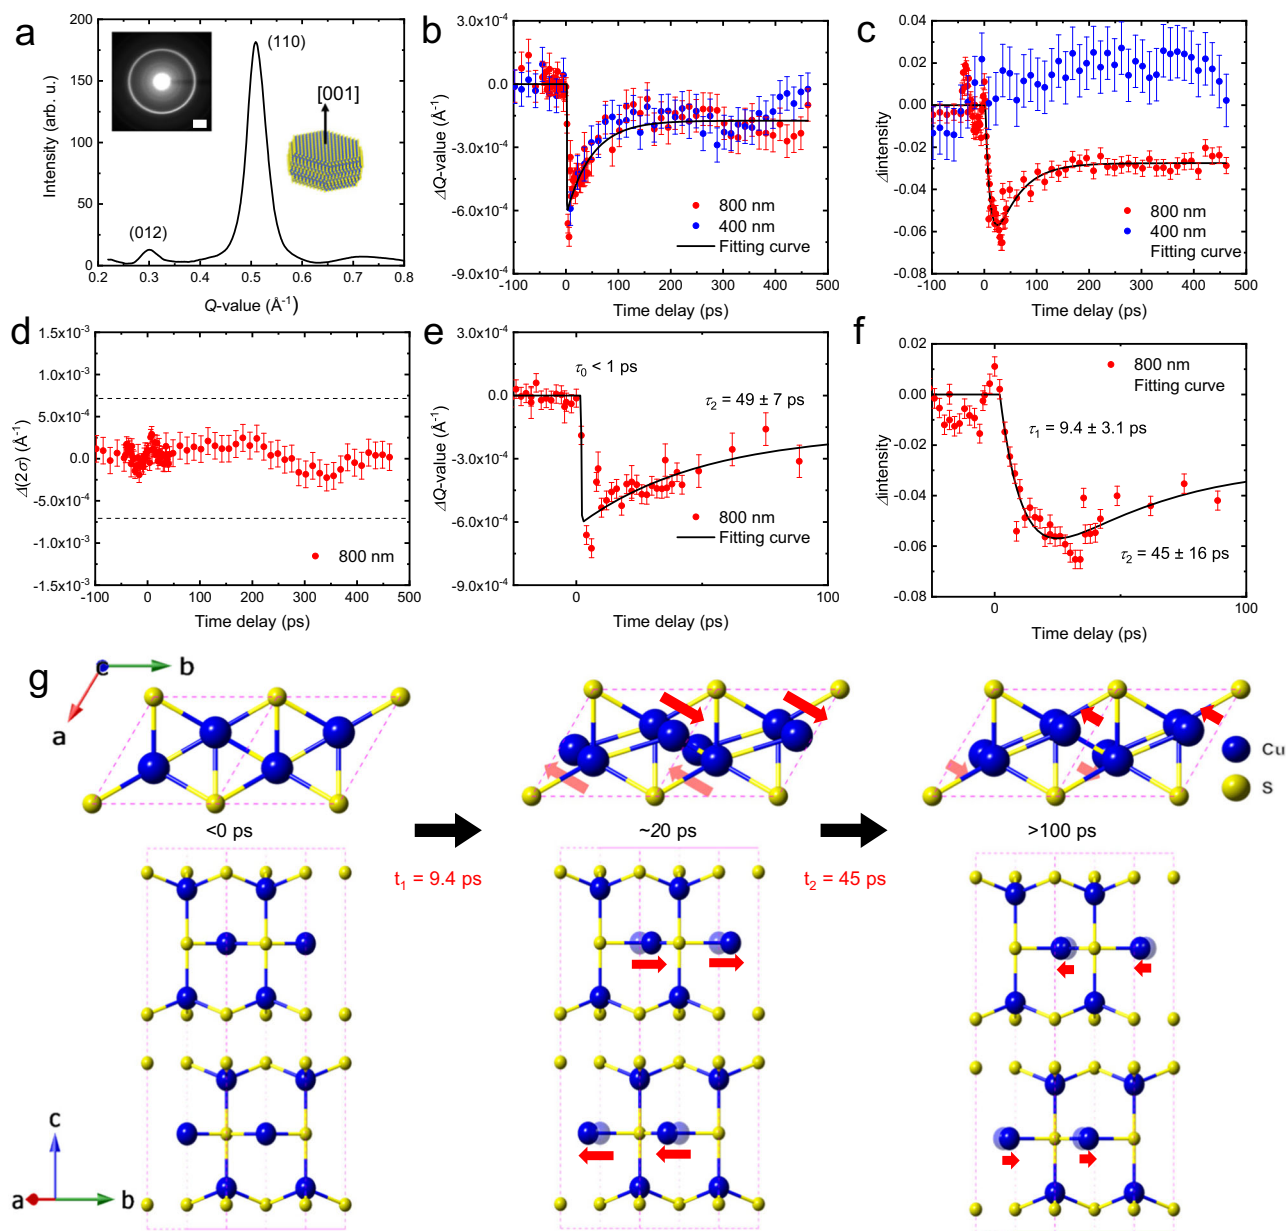 a
Intensity (arb. u.)
200
150
100
50
0
(110)
[001]
(012)
0.2 0.3 0.4 0.5 0.6 0.7 0.8
Q-value (Å⁻¹)
b
ΔQ-value (Å⁻¹)
3.0x10⁻⁴
0.0
-3.0x10⁻⁴
-6.0x10⁻⁴
-9.0x10⁻⁴
800 nm
400 nm
Fitting curve
-100 0 100 200 300 400 500
Time delay (ps)
c
Δintensity
0.04
0.02
0.00
-0.02
-0.04
-0.06
-0.08
800 nm
400 nm
Fitting curve
-100 0 100 200 300 400 500
Time delay (ps)
d
Δ(2σ) (Å⁻¹)
1.5x10⁻³
1.0x10⁻³
5.0x10⁻⁴
0.0
-5.0x10⁻⁴
-1.0x10⁻³
-1.5x10⁻³
800 nm
-100 0 100 200 300 400 500
Time delay (ps)
e
ΔQ-value (Å⁻¹)
3.0x10⁻⁴
0.0
-3.0x10⁻⁴
-6.0x10⁻⁴
-9.0x10⁻⁴
τ₀ < 1 ps
τ₂ = 49 ± 7 ps
800 nm
Fitting curve
0 100
Time delay (ps)
f
Δintensity
0.02
0.00
-0.02
-0.04
-0.06
-0.08
800 nm
Fitting curve
τ₁ = 9.4 ± 3.1 ps
τ₂ = 45 ± 16 ps
0 100
Time delay (ps)
g
c b
a
Cu
S
<0 ps
~20 ps
>100 ps
t₁ = 9.4 ps
t₂ = 45 ps
c
a b